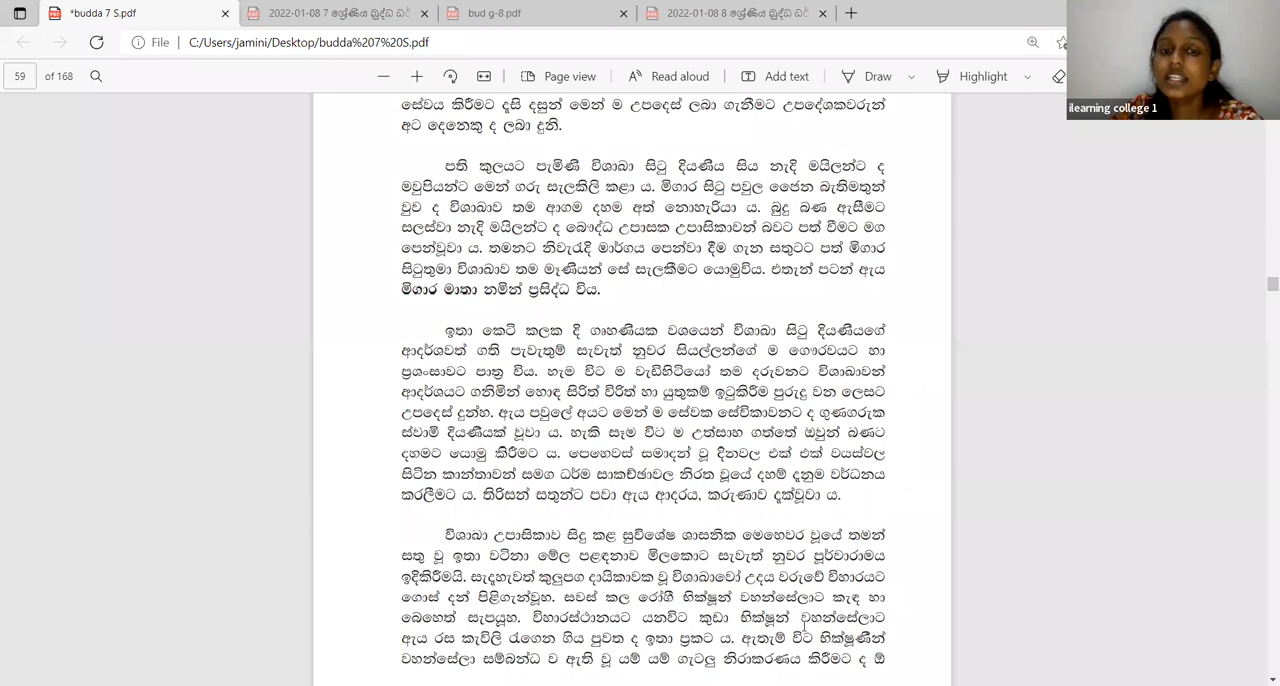 *budda 7 S.pdf
2022-01-08 7 ශ්‍රේණිය බුද්ධ ධර්
bud g-8.pdf
2022-01-08 8 ශ්‍රේණිය බුද්ධ ධර්
File C:/Users/jamini/Desktop/budda%207%20S.pdf
59 of 168 Page view Read aloud Add text Draw Highlight
ilearning college 1
සේවය කිරීමට දැසි දසුන් මෙන් ම උපදෙස් ලබා ගැනීමට උපදේශකවරුන්
අට දෙනෙකු ද ලබා දුනි.
පති කුලයට පැමිණි විශාඛා සිටු දියණිය සිය නැදි මයිලන්ට ද
මවුපියන්ට මෙන් ගරු සැලකිලි කළා ය. මිගාර සිටු පවුල ජෛන බැතිමතුන්
වුව ද විශාඛාව තම ආගම දහම අත් නොහැරියා ය. බුදු බණ ඇසීමට
සලස්වා නැදි මයිලන්ට ද බෞද්ධ උපාසක උපාසිකාවන් බවට පත් වීමට මග
පෙන්වූවා ය. තමනට නිවැරැදි මාර්ගය පෙන්වා දීම ගැන සතුටට පත් මිගාර
සිටුතුමා විශාඛාව තම මෑණියන් සේ සැලකීමට යොමුවිය. එතැන් පටන් ඇය
මිගාර මාතා නමින් ප්‍රසිද්ධ විය.
ඉතා කෙටි කලක දි ගෘහණියක වශයෙන් විශාඛා සිටු දියණියගේ
ආදර්ශවත් ගති පැවැතුම් සැවැත් නුවර සියල්ලන්ගේ ම ගෞරවයට හා
ප්‍රශංසාවට පාත්‍ර විය. හැම විට ම වැඩිහිටියෝ තම දරුවනට විශාඛාවන්
ආදර්ශයට ගනිමින් හොඳ සිරිත් විරිත් හා යුතුකම් ඉටුකිරීම පුරුදු වන ලෙසට
උපදෙස් දුන්හ. ඇය පවුලේ අයට මෙන් ම සේවක සේවිකාවනට ද ගුණගරුක
ස්වාමි දියණියක් වූවා ය. හැකි සෑම විට ම උත්සාහ ගත්තේ ඔවුන් බණට
දහමට යොමු කිරීමට ය. පෙහෙවස් සමාදන් වූ දිනවල එක් එක් වයස්වල
සිටින කාන්තාවන් සමග ධර්ම සාකච්ඡාවල නිරත වූයේ දහම් දැනුම වර්ධනය
කරලීමට ය. තිරිසන් සතුන්ට පවා ඇය ආදරය, කරුණාව දැක්වූවා ය.
විශාඛා උපාසිකාව සිදු කළ සුවිශේෂ ශාසනික මෙහෙවර වූයේ තමන්
සතු වූ ඉතා වටිනා මේල පළඳනාව මිලකොට සැවැත් නුවර පූර්වාරාමය
ඉදිකිරීමයි. සැදැහැවත් කුලුපග දායිකාවක වූ විශාඛාවෝ උදය වරුවේ විහාරයට
ගොස් දන් පිළිගැන්වූහ. සවස් කල රෝගී භික්ෂූන් වහන්සේලාට කැඳ හා
බෙහෙත් සැපයූහ. විහාරස්ථානයට යනවිට කුඩා භික්ෂූන් වහන්සේලාට
ඇය රස කැවිලි රැගෙන ගිය පුවත ද ඉතා ප්‍රකට ය. ඇතැම් විට භික්ෂුණීන්
වහන්සේලා සම්බන්ධ ව ඇති වූ යම් යම් ගැටලු නිරාකරණය කිරීමට ද ඕ